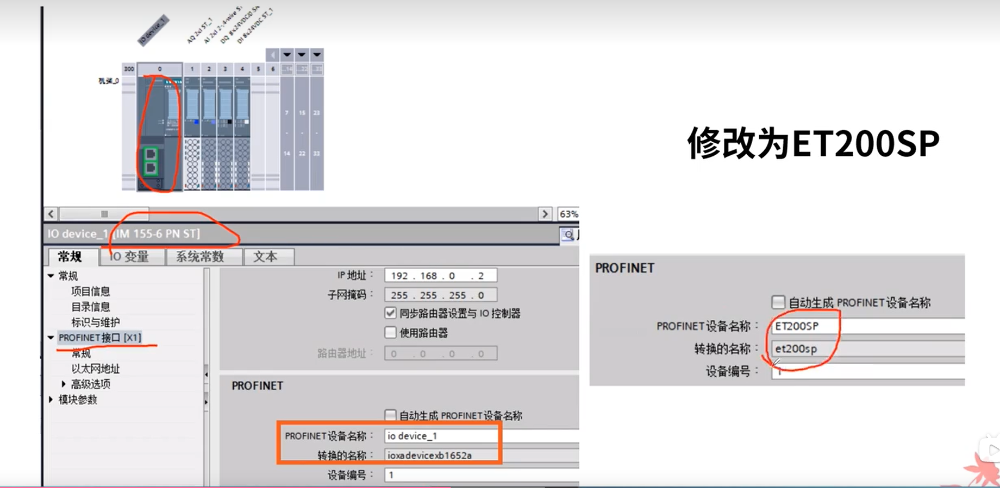 IO device_1
AQ 2xI ST_1
AI 2xI 2-,4-wire S
DQ 8x24VDC/0.5A
DI 8x24VDC ST_1
300 0 1 2 3 4 5 6
机架_0
7 15 23
- - -
14 22 33
修改为ET200SP
63%
IO device_1 [IM 155-6 PN ST]
常规 IO 变量 系统常数 文本
常规
项目信息
目录信息
标识与维护
PROFINET接口 [X1]
常规
以太网地址
高级选项
模块参数
IP 地址： 192 . 168 . 0 . 2
子网掩码： 255 . 255 . 255 . 0
同步路由器设置与 IO 控制器
使用路由器
路由器地址： 0 . 0 . 0 . 0
PROFINET
自动生成 PROFINET设备名称
PROFINET设备名称： io device_1
转换的名称： ioxadevicexb1652a
设备编号： 1
PROFINET
自动生成 PROFINET设备名称
PROFINET设备名称： ET200SP
转换的名称： et200sp
设备编号： 1